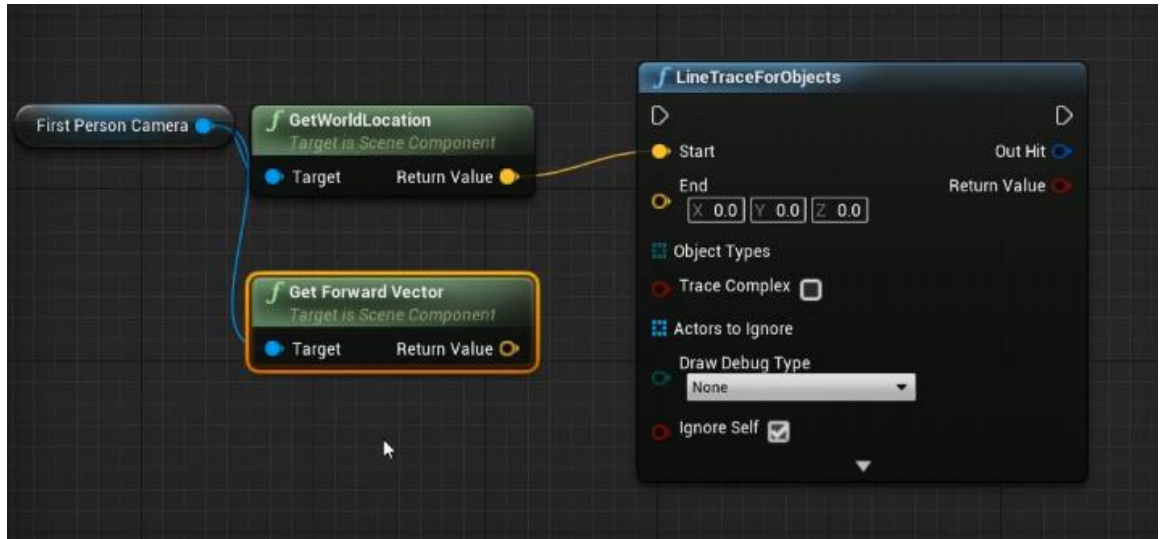 First Person Camera
GetWorldLocation
Target is Scene Component
Target Return Value
Get Forward Vector
Target is Scene Component
Target Return Value
LineTraceForObjects
Start Out Hit
End Return Value
X 0.0 Y 0.0 Z 0.0
Object Types
Trace Complex
Actors to Ignore
Draw Debug Type
None
Ignore Self